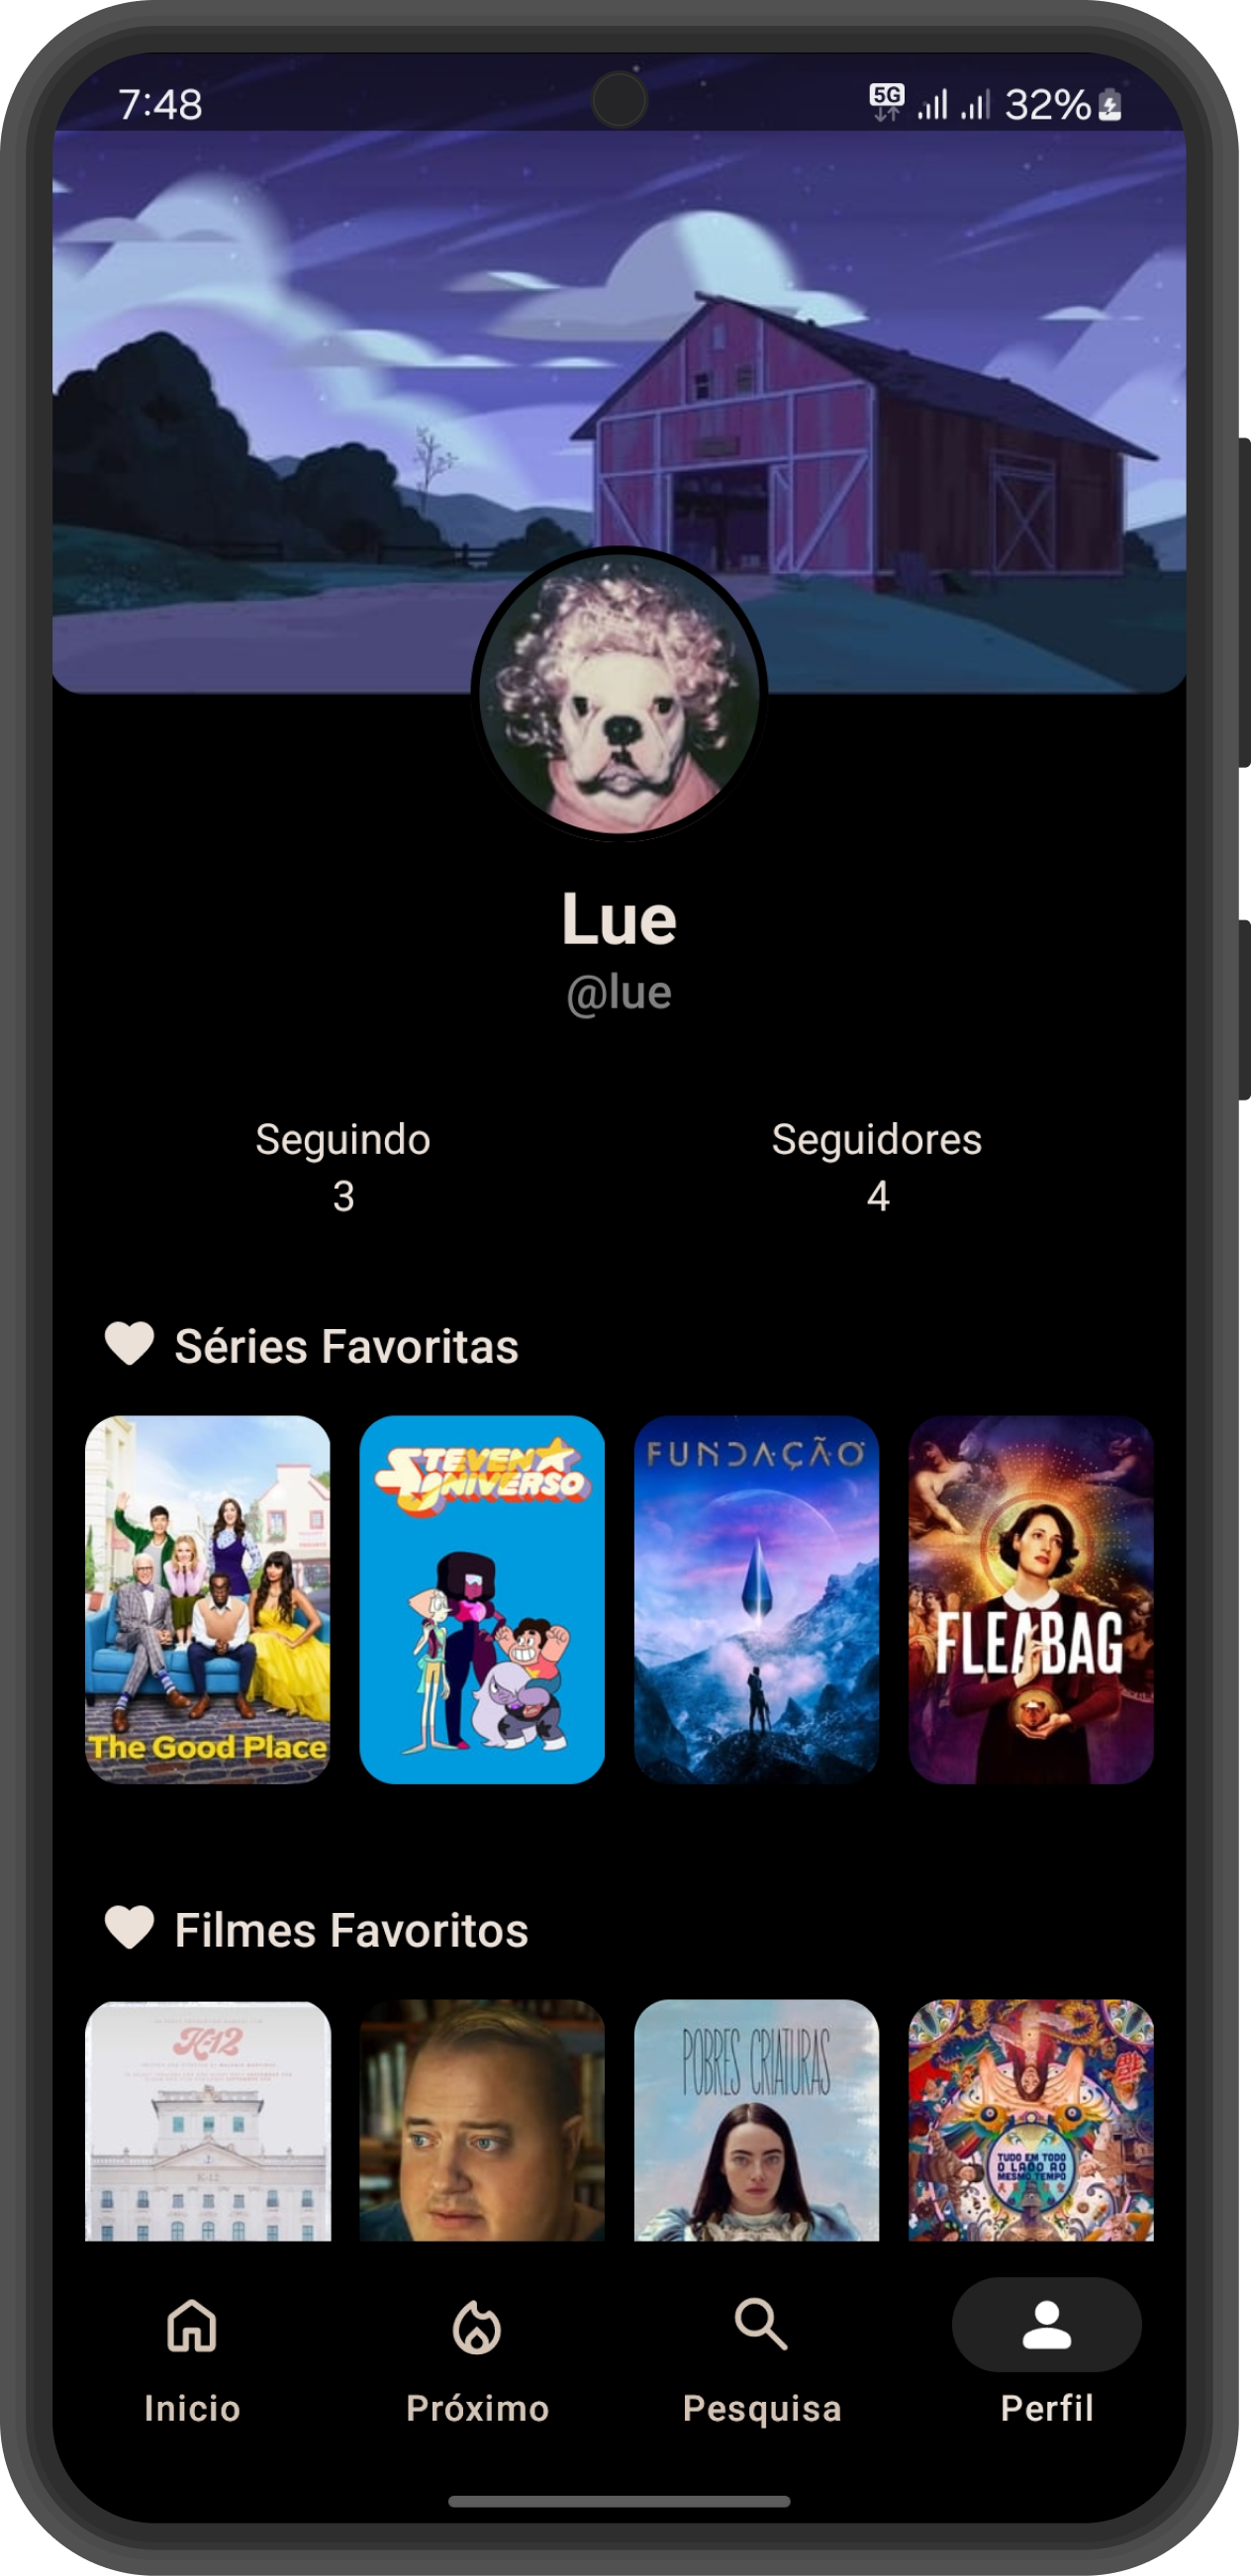 7:48
5G
32%
Lue
@lue
Seguindo
Seguidores
3
4
Séries Favoritas
The Good Place
STEVEN
UNIVERSO
FUNDAÇÃO
FLEABAG
Filmes Favoritos
K-12
K-12
POBRES CRIATURAS
TUDO EM TODO
O LADO AO
MESMO TEMPO
Inicio
Próximo
Pesquisa
Perfil